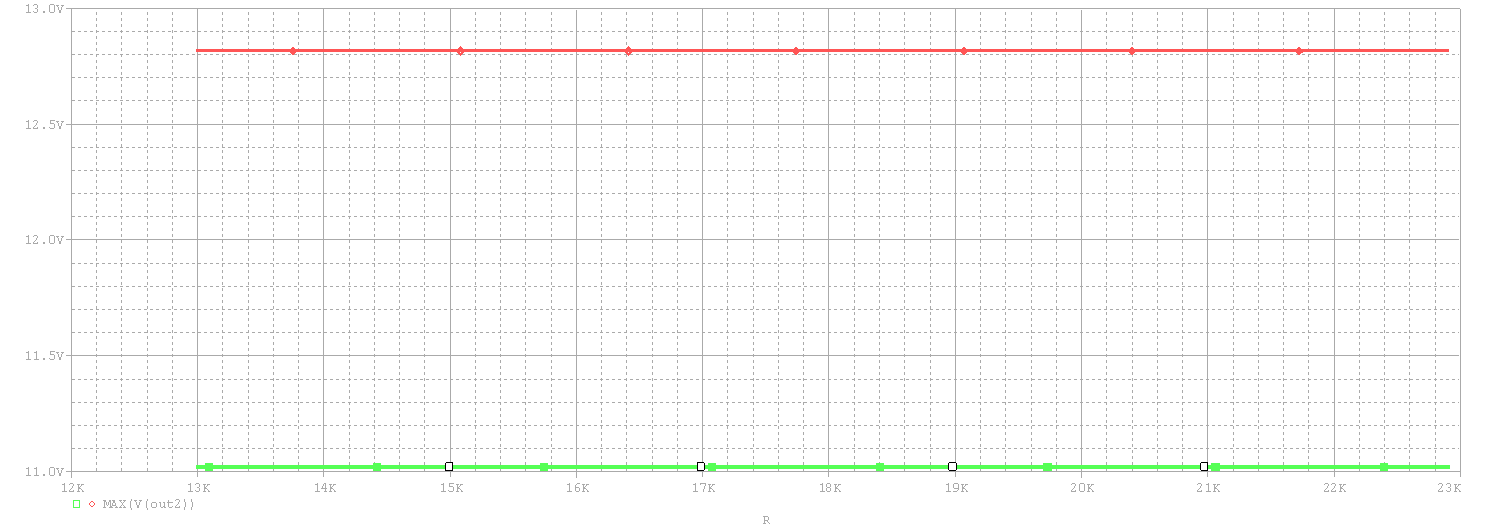 13.0V
12.5V
12.0V
11.5V
11.0V
12K 13K 14K 15K 16K 17K 18K 19K 20K 21K 22K 23K
MAX(V(out2))
R